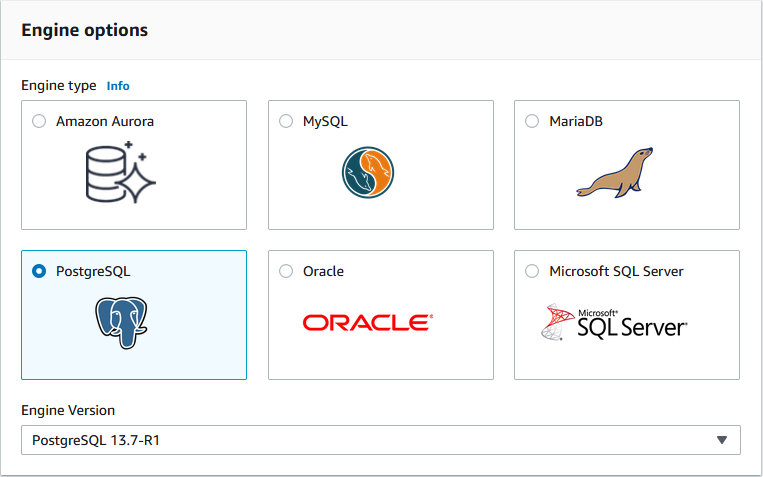 Engine options
Engine type Info
Amazon Aurora
MySQL
MariaDB
PostgreSQL
Oracle
ORACLE®
Microsoft SQL Server
Microsoft®
SQL Server®
Engine Version
PostgreSQL 13.7-R1